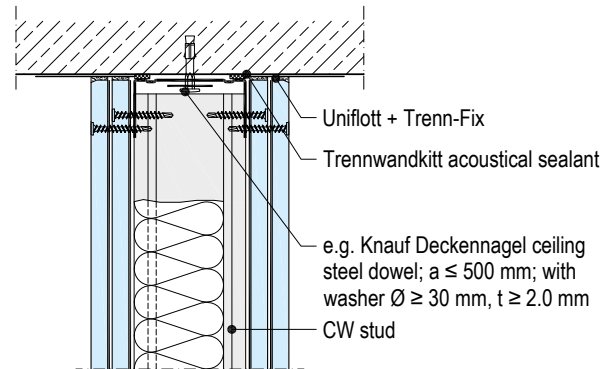 Uniflott + Trenn-Fix
Trennwandkitt acoustical sealant
e.g. Knauf Deckennagel ceiling
steel dowel; a ≤ 500 mm; with
washer Ø ≥ 30 mm, t ≥ 2.0 mm
CW stud